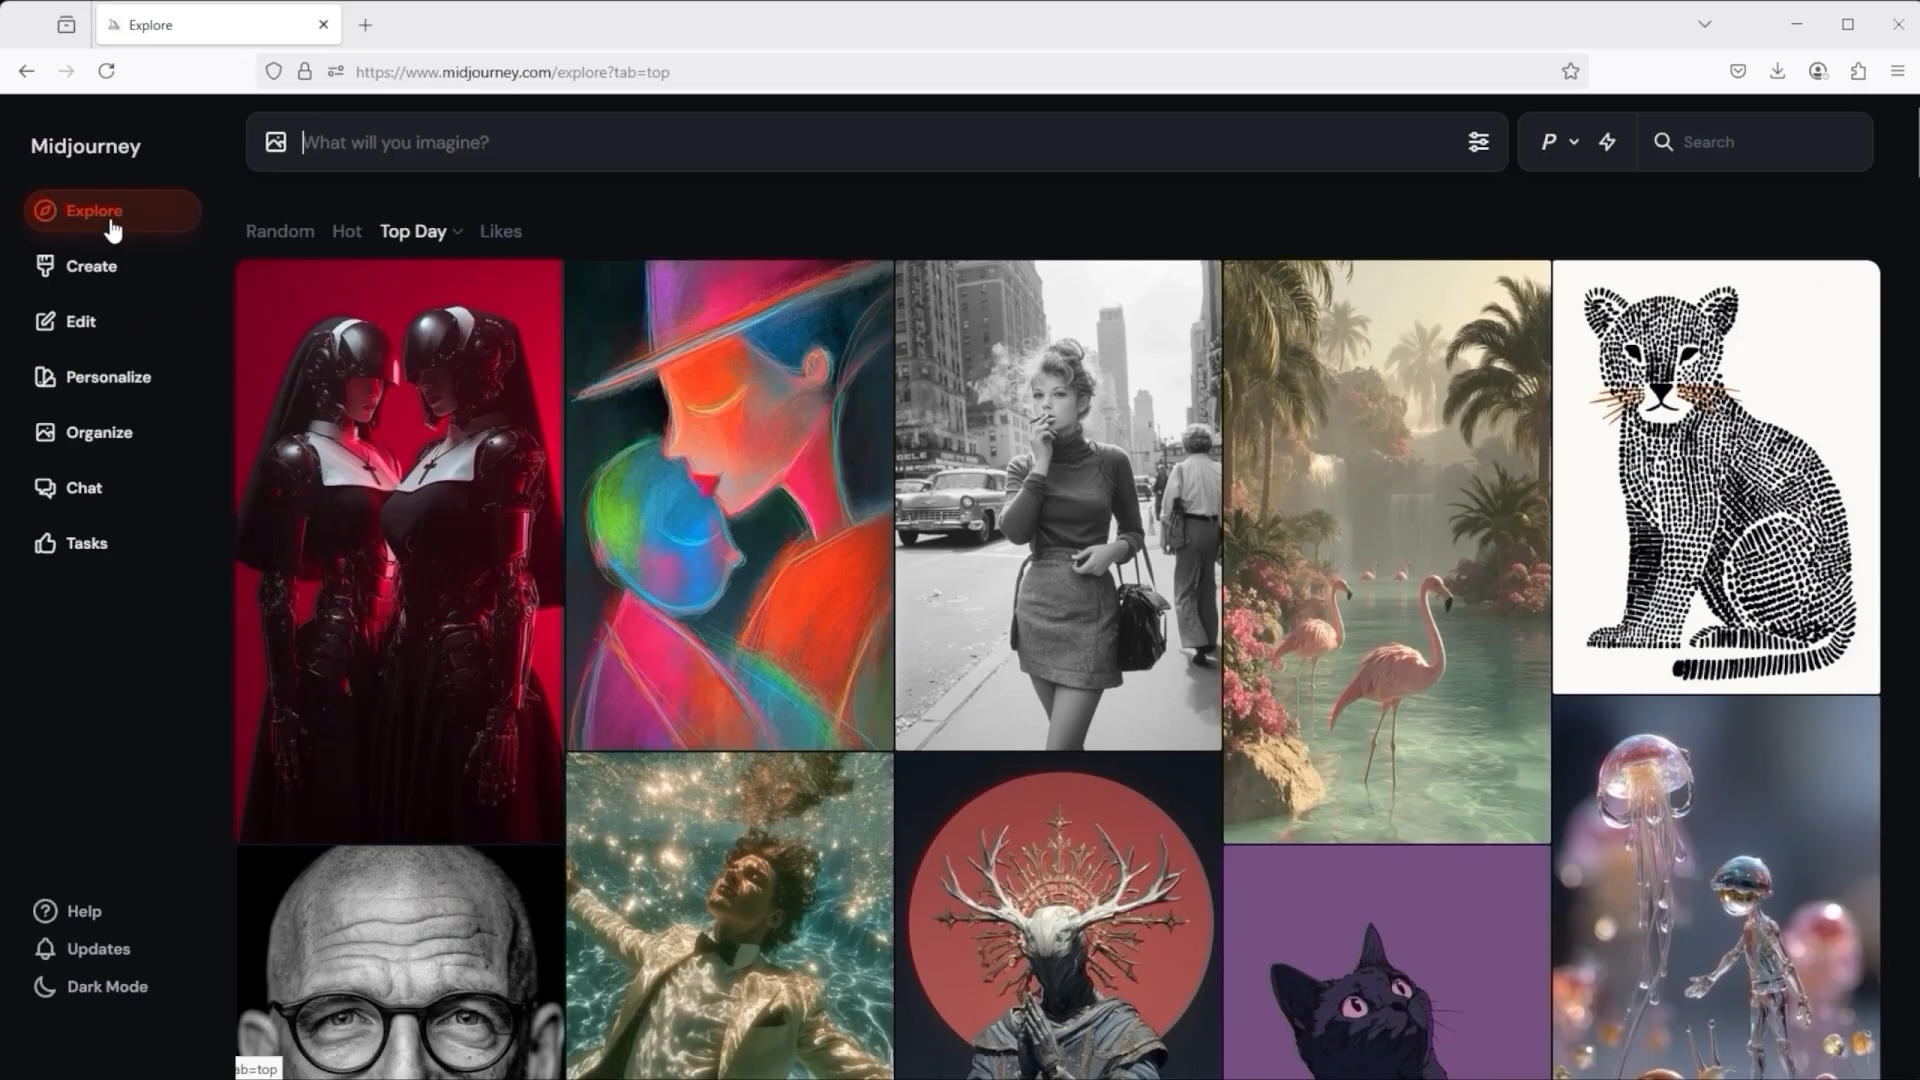 Explore
https://www.midjourney.com/explore?tab=top
Midjourney
What will you imagine?
P
Search
Explore
Create
Edit
Personalize
Organize
Chat
Tasks
Random Hot Top Day Likes
Help
Updates
Dark Mode
ab=top